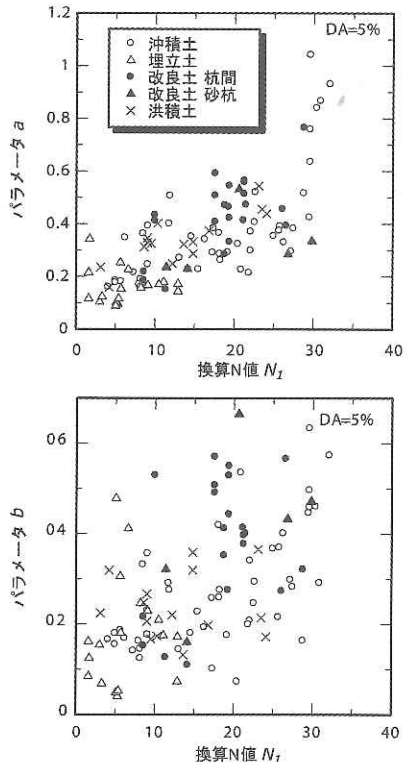 1.2
1
0.8
0.6
0.4
0.2
0
パラメータ a
DA=5%
沖積土
埋立土
改良土 杭間
改良土 砂杭
洪積土
0 10 20 30 40
換算N値 N₁
0.6
0.4
0.2
0
パラメータ b
DA=5%
0 10 20 30 40
換算N値 N₁